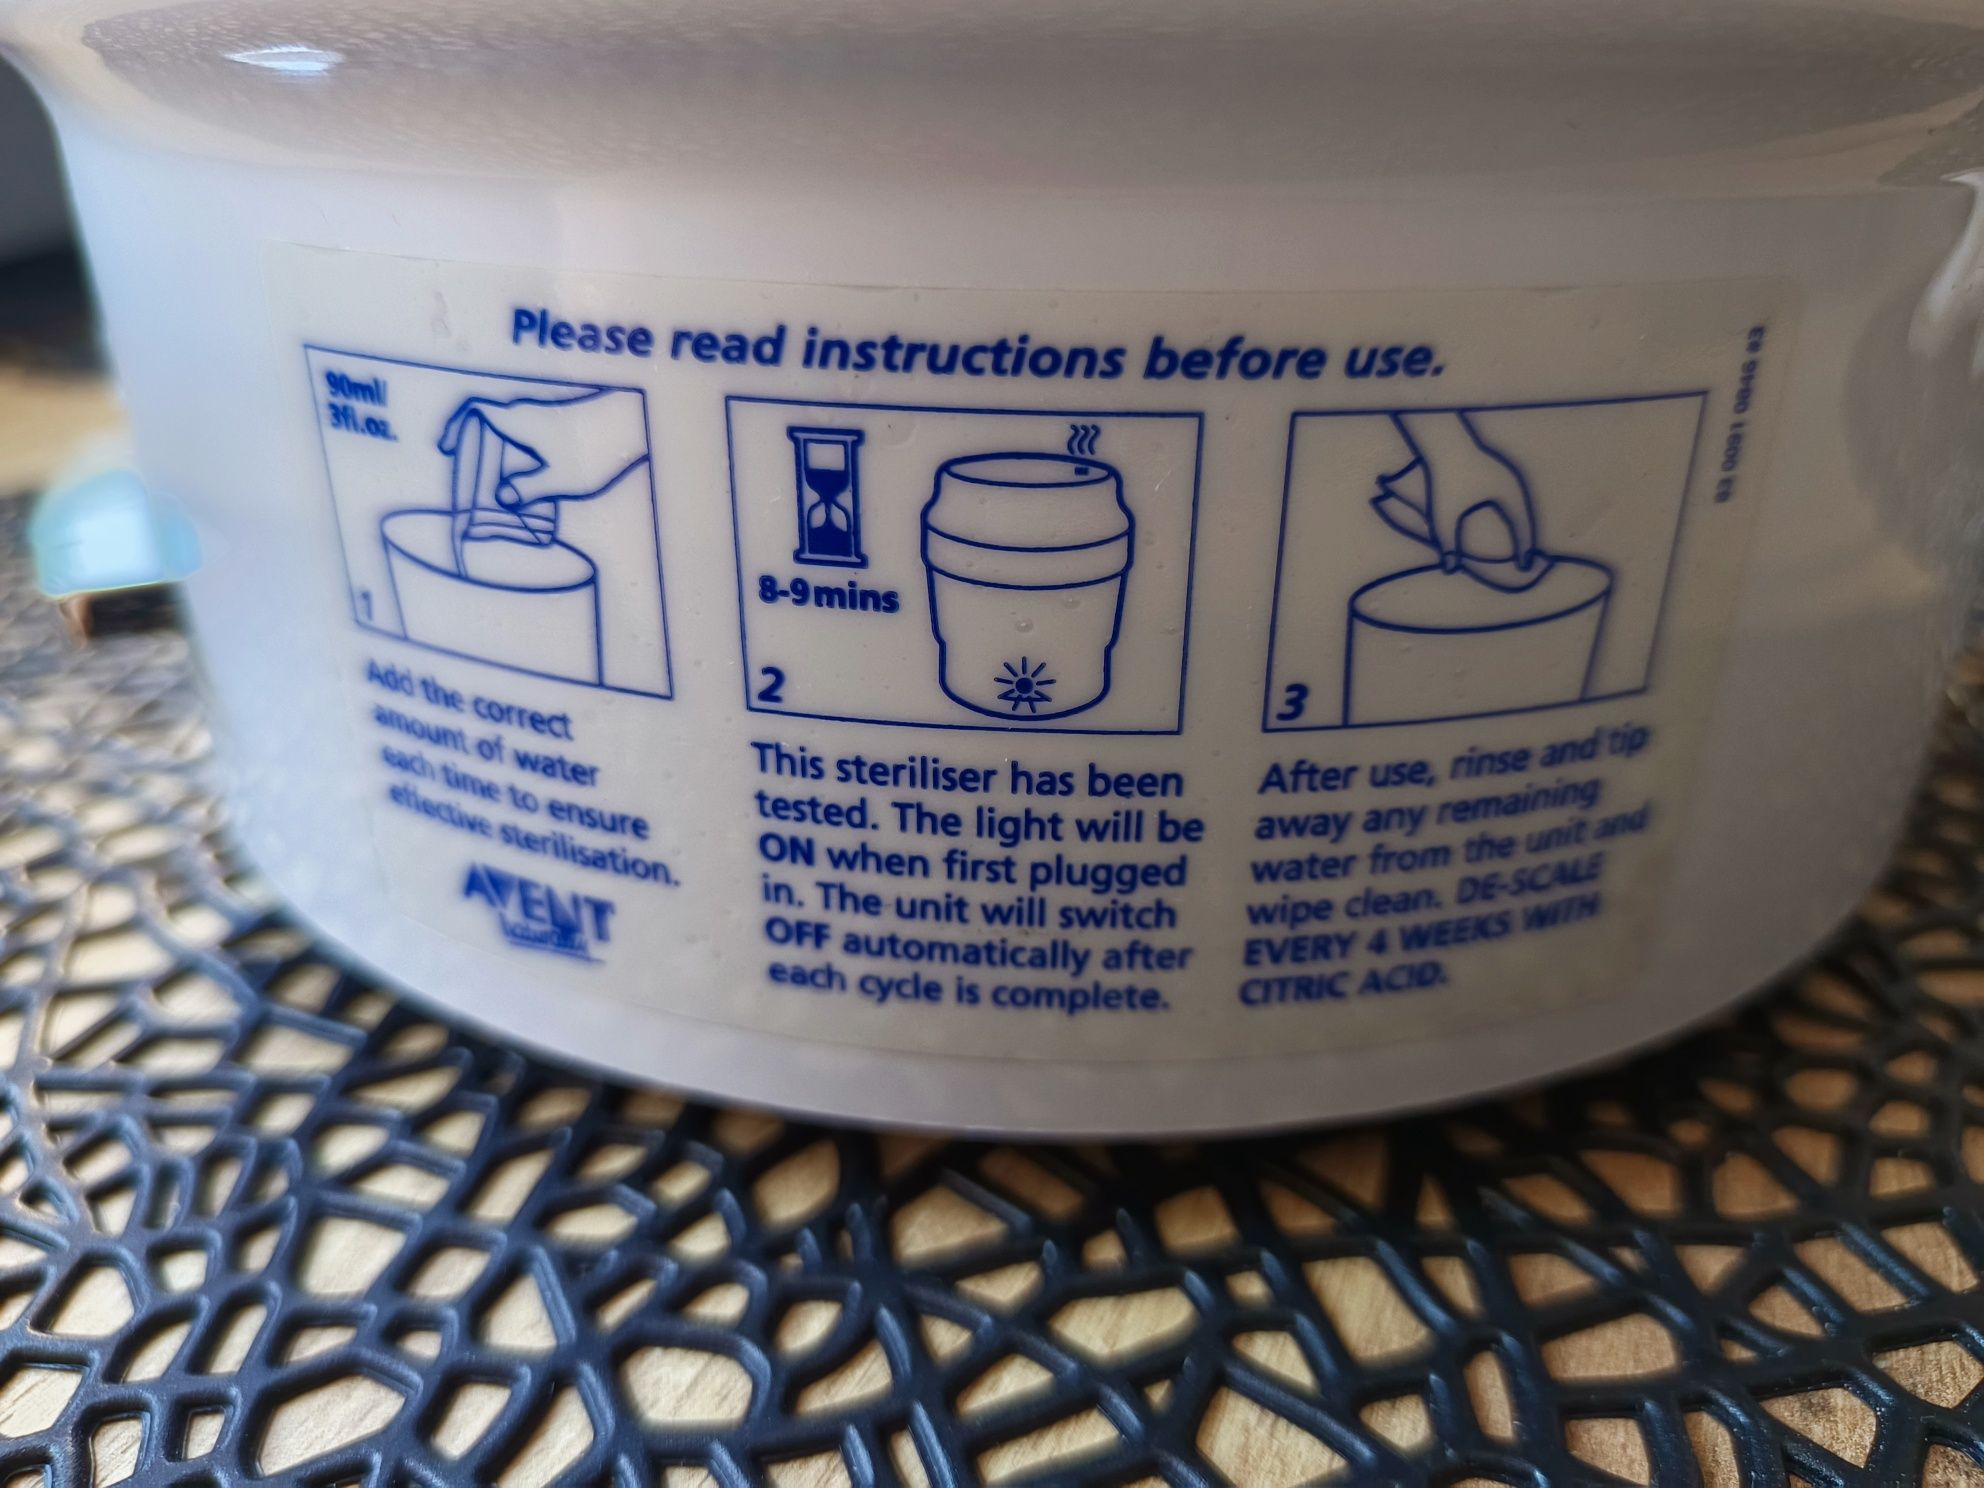 Please read instructions before use.
90ml/
3fl.oz.
1
Add the correct
amount of water
each time to ensure
effective sterilisation.
AVENT
8-9mins
2
This steriliser has been
tested. The light will be
ON when first plugged
in. The unit will switch
OFF automatically after
each cycle is complete.
3
After use, rinse and tip
away any remaining
water from the unit and
wipe clean. DE-SCALE
EVERY 4 WEEKS WITH
CITRIC ACID.